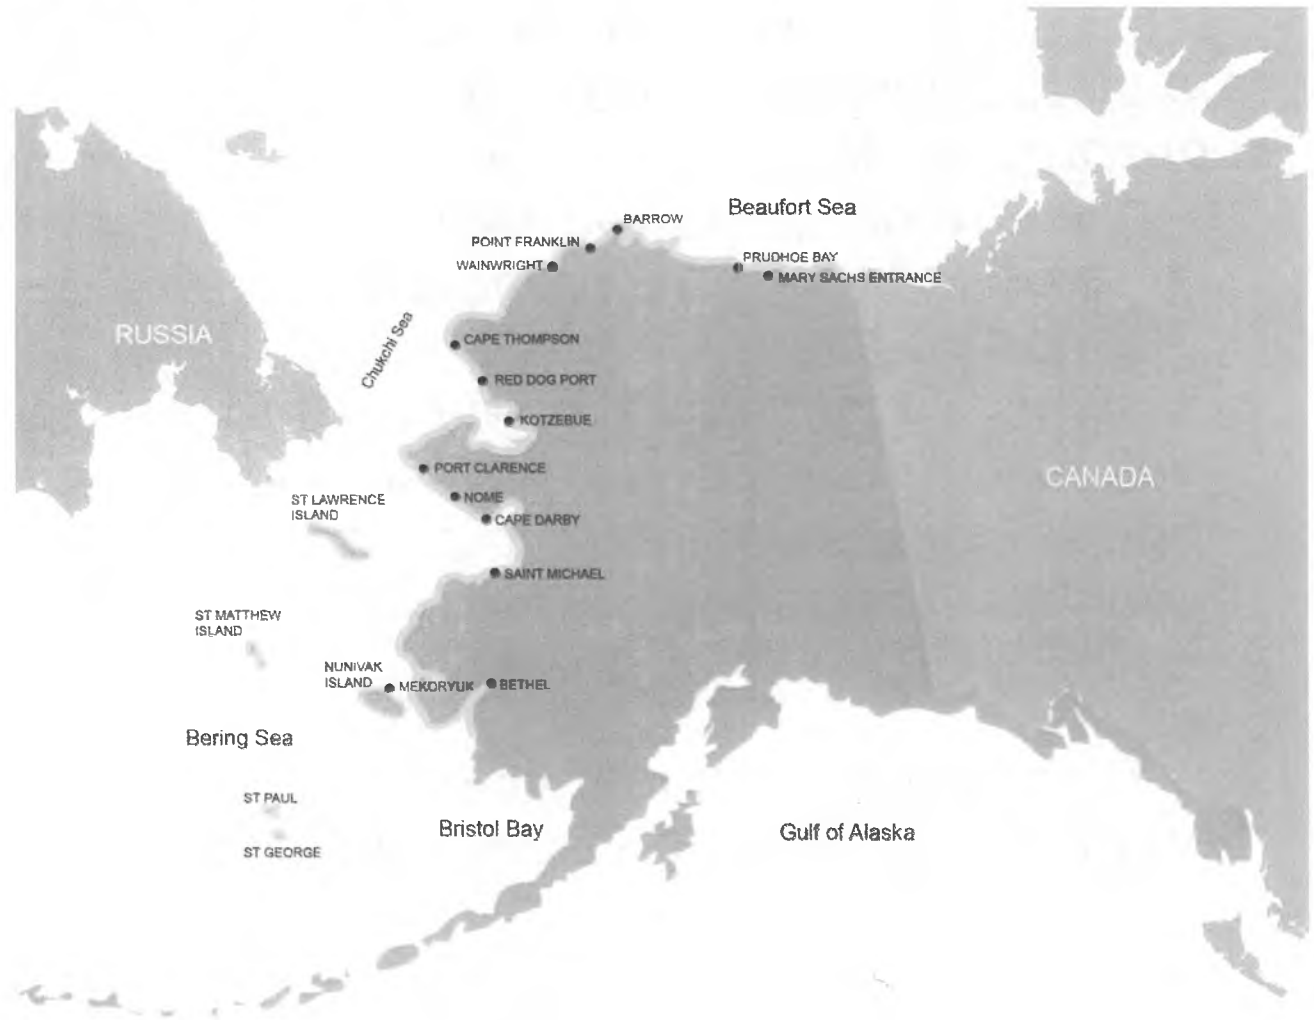 Beaufort Sea
BARROW
POINT FRANKLIN
WAINWRIGHT
PRUDHOE BAY
MARY SACHS ENTRANCE
RUSSIA
Chukchi Sea
CAPE THOMPSON
RED DOG PORT
KOTZEBUE
PORT CLARENCE
CANADA
ST LAWRENCE
ISLAND
NOME
CAPE DARBY
SAINT MICHAEL
ST MATTHEW
ISLAND
NUNIVAK
ISLAND
MEKORYUK
BETHEL
Bering Sea
ST PAUL
ST GEORGE
Bristol Bay
Gulf of Alaska